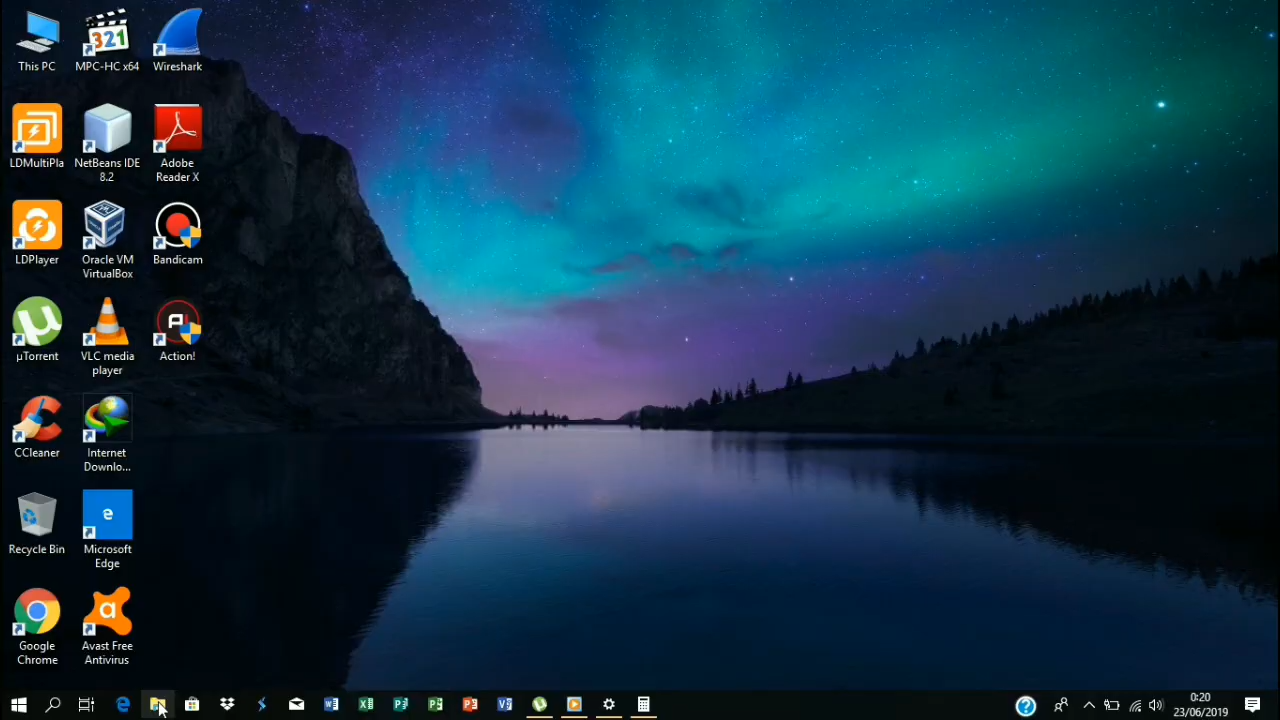 This PC
MPC-HC x64
321
Wireshark
LDMultiPla
NetBeans IDE
8.2
Adobe
Reader X
LDPlayer
Oracle VM
VirtualBox
Bandicam
µTorrent
VLC media
player
Action!
CCleaner
Internet
Downlo...
Recycle Bin
Microsoft
Edge
Google
Chrome
Avast Free
Antivirus
0:20
23/06/2019